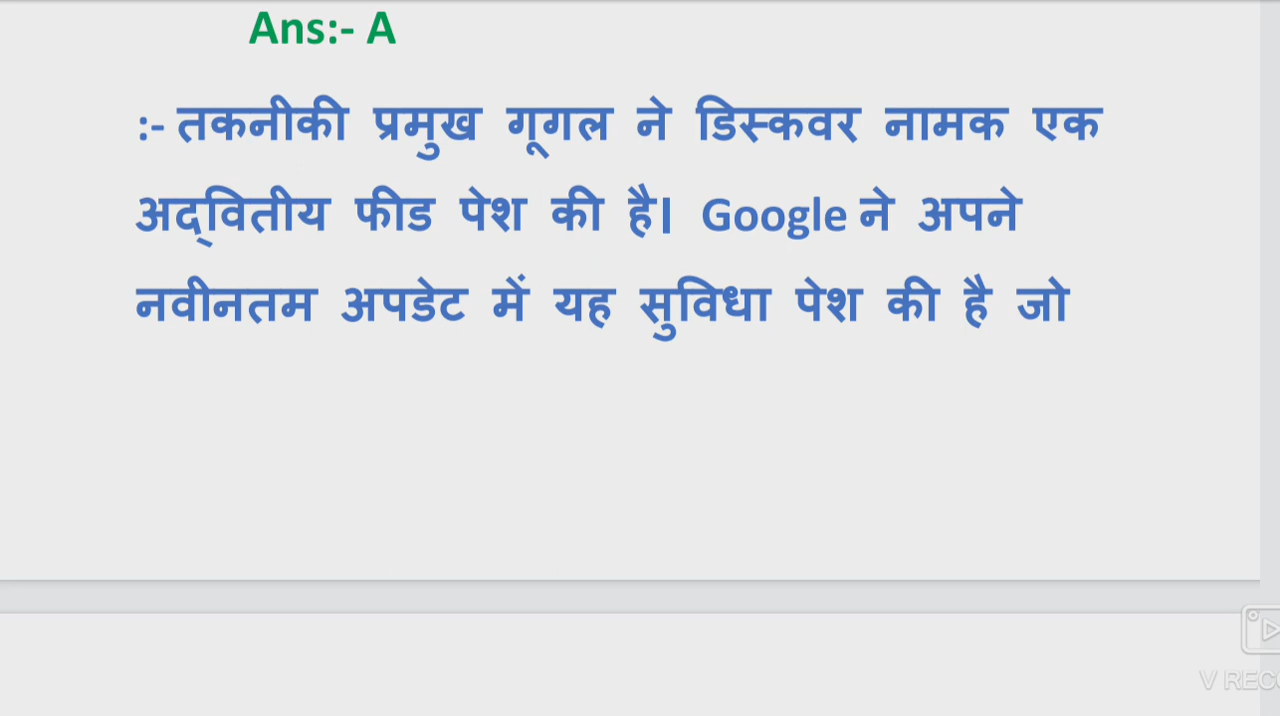 Ans:- A
:- तकनीकी प्रमुख गूगल ने डिस्कवर नामक एक
अद्वितीय फीड पेश की है। Google ने अपने
नवीनतम अपडेट में यह सुविधा पेश की है जो